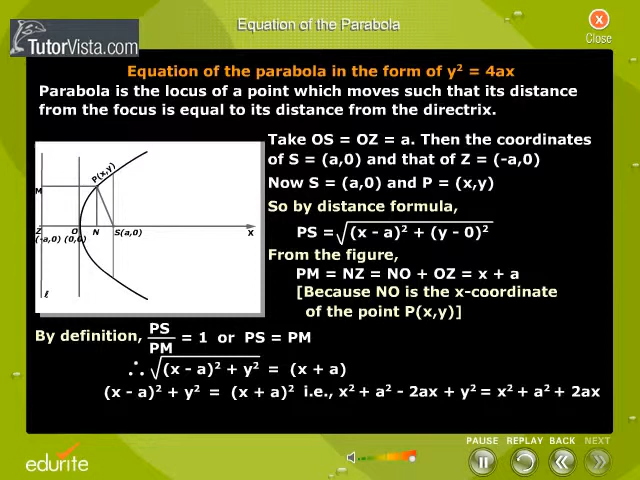 Equation of the Parabola
X
Close
TutorVista.com
Equation of the parabola in the form of y² = 4ax
Parabola is the locus of a point which moves such that its distance
from the focus is equal to its distance from the directrix.
Take OS = OZ = a. Then the coordinates
of S = (a,0) and that of Z = (-a,0)
Now S = (a,0) and P = (x,y)
So by distance formula,
PS = √(x - a)² + (y - 0)²
From the figure,
PM = NZ = NO + OZ = x + a
[Because NO is the x-coordinate
of the point P(x,y)]
P(x,y)
M
Z O N S(a,0) x
(-a,0) (0,0)
ℓ
By definition, PS/PM = 1 or PS = PM
∴ √(x - a)² + y² = (x + a)
(x - a)² + y² = (x + a)² i.e., x² + a² - 2ax + y² = x² + a² + 2ax
edurite
PAUSE REPLAY BACK NEXT